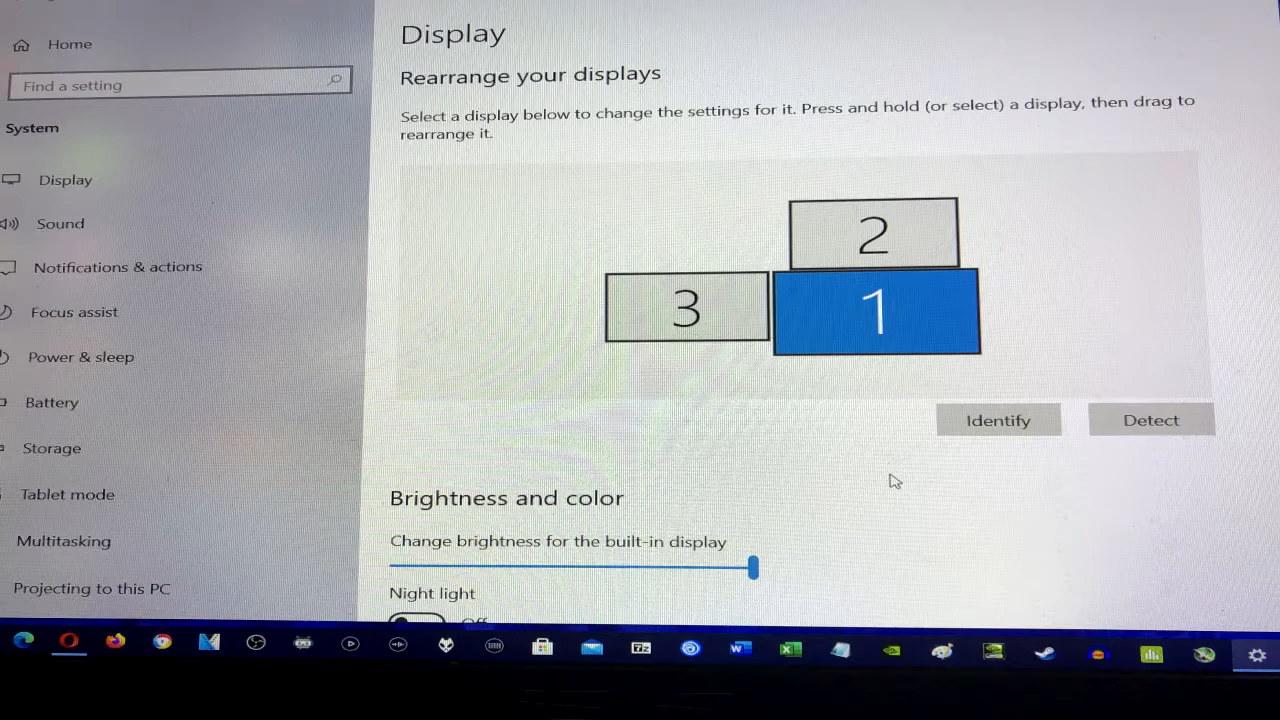 Home
Find a setting
System
Display
Sound
Notifications & actions
Focus assist
Power & sleep
Battery
Storage
Tablet mode
Multitasking
Projecting to this PC
Display
Rearrange your displays
Select a display below to change the settings for it. Press and hold (or select) a display, then drag to
rearrange it.
2
3 1
Identify Detect
Brightness and color
Change brightness for the built-in display
Night light
Off
7z
W
X